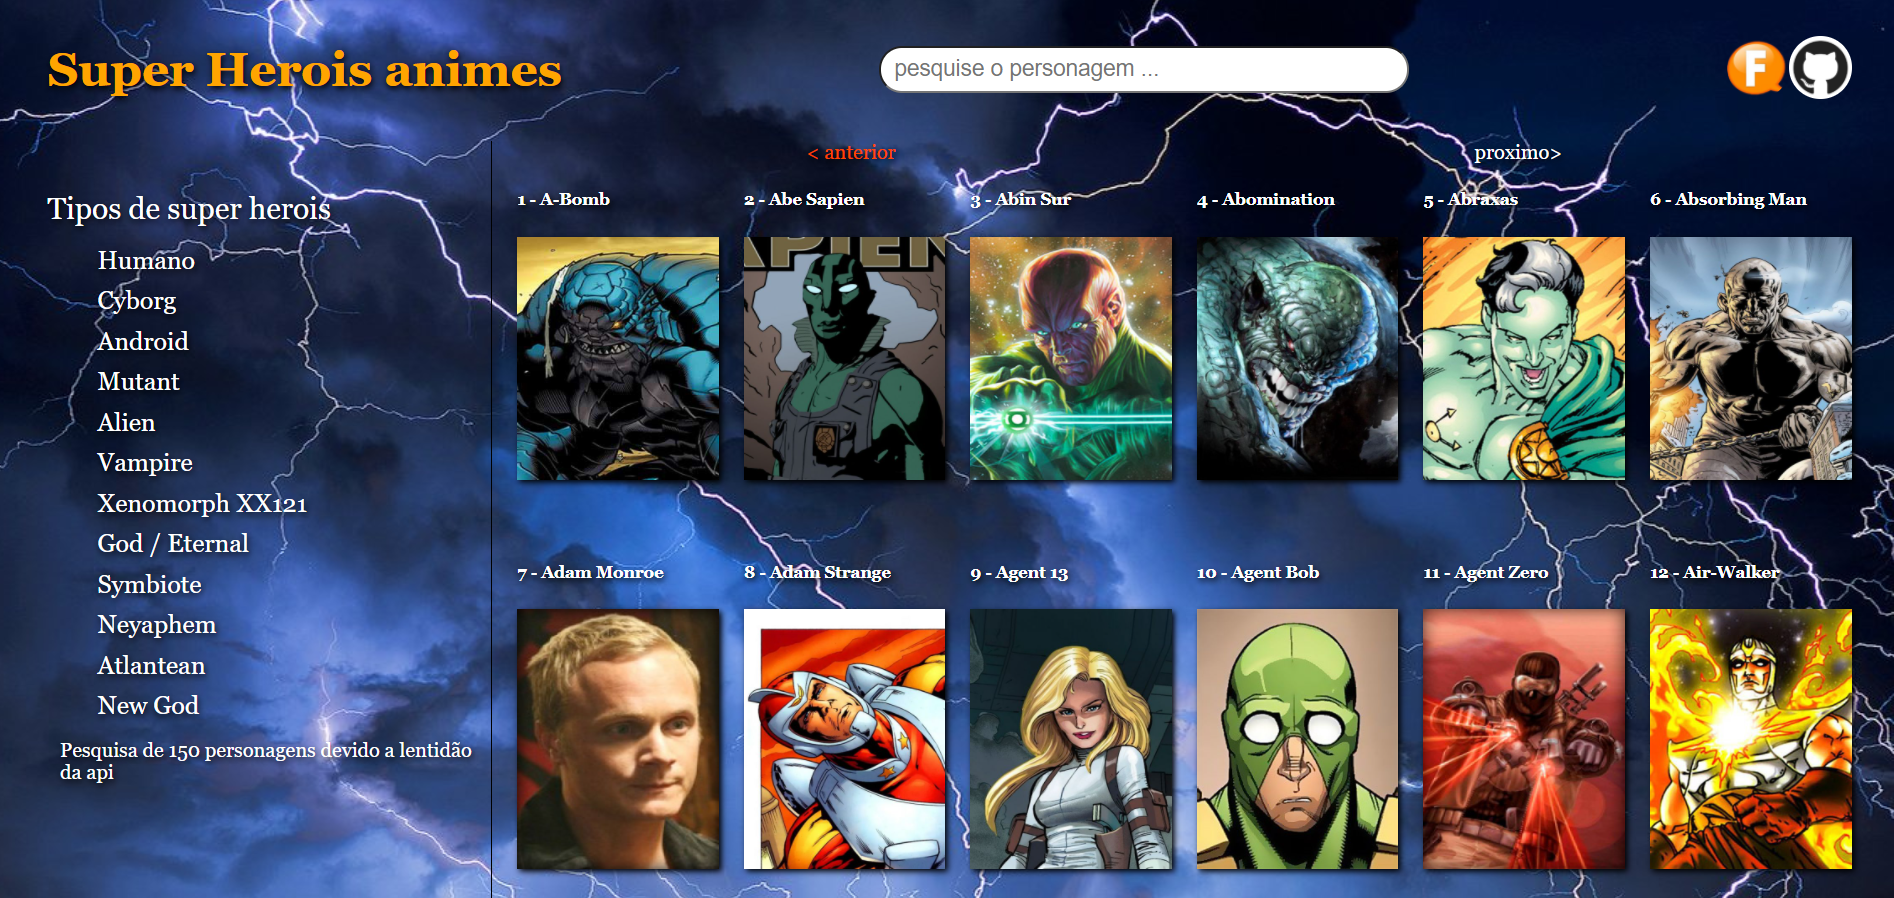 Super Herois animes
pesquise o personagem ...
F
< anterior
proximo>
Tipos de super herois
Humano
Cyborg
Android
Mutant
Alien
Vampire
Xenomorph XX121
God / Eternal
Symbiote
Neyaphem
Atlantean
New God
Pesquisa de 150 personagens devido a lentidão
da api
1 - A-Bomb
2 - Abe Sapien
3 - Abin Sur
4 - Abomination
5 - Abraxas
6 - Absorbing Man
SAPIEN
7 - Adam Monroe
8 - Adam Strange
9 - Agent 13
10 - Agent Bob
11 - Agent Zero
12 - Air-Walker